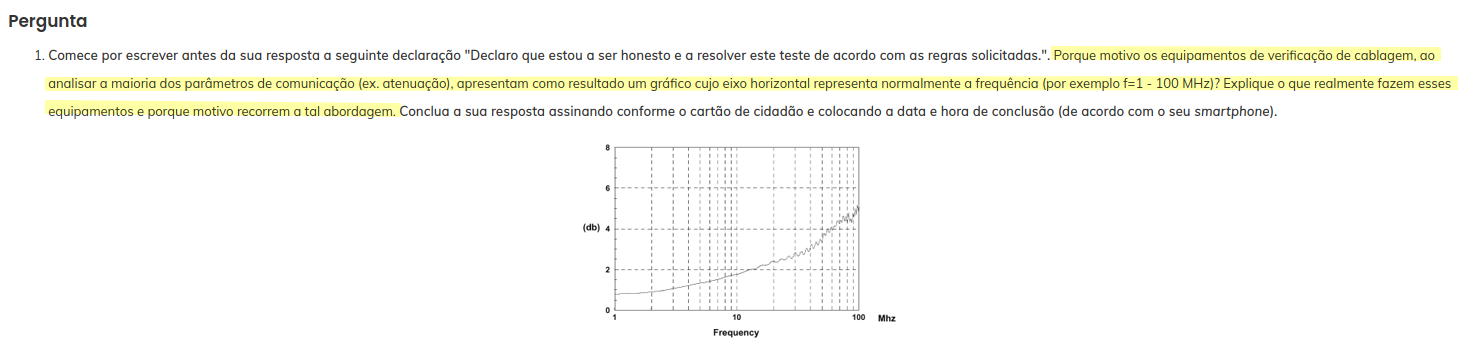 Pergunta
1. Comece por escrever antes da sua resposta a seguinte declaração "Declaro que estou a ser honesto e a resolver este teste de acordo com as regras solicitadas.". Porque motivo os equipamentos de verificação de cablagem, ao
analisar a maioria dos parâmetros de comunicação (ex. atenuação), apresentam como resultado um gráfico cujo eixo horizontal representa normalmente a frequência (por exemplo f=1 - 100 MHz)? Explique o que realmente fazem esses
equipamentos e porque motivo recorrem a tal abordagem. Conclua a sua resposta assinando conforme o cartão de cidadão e colocando a data e hora de conclusão (de acordo com o seu smartphone).
8
6
(db) 4
2
0
1 10 100 Mhz
Frequency